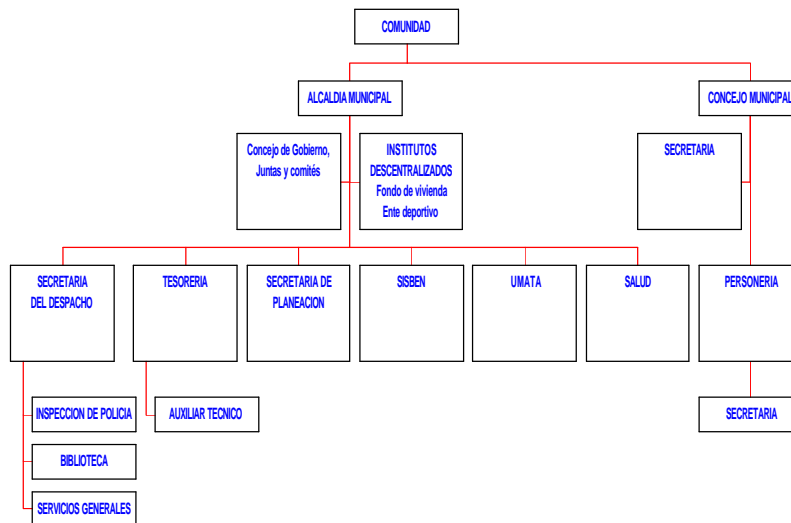 COMUNIDAD
ALCALDIA MUNICIPAL
CONCEJO MUNICIPAL
Concejo de Gobierno,
Juntas y comités
INSTITUTOS
DESCENTRALIZADOS
Fondo de vivienda
Ente deportivo
SECRETARIA
SECRETARIA
DEL DESPACHO
TESORERIA
SECRETARIA DE
PLANEACION
SISBEN
UMATA
SALUD
PERSONERIA
INSPECCION DE POLICIA
AUXILIAR TECNICO
SECRETARIA
BIBLIOTECA
SERVICIOS GENERALES